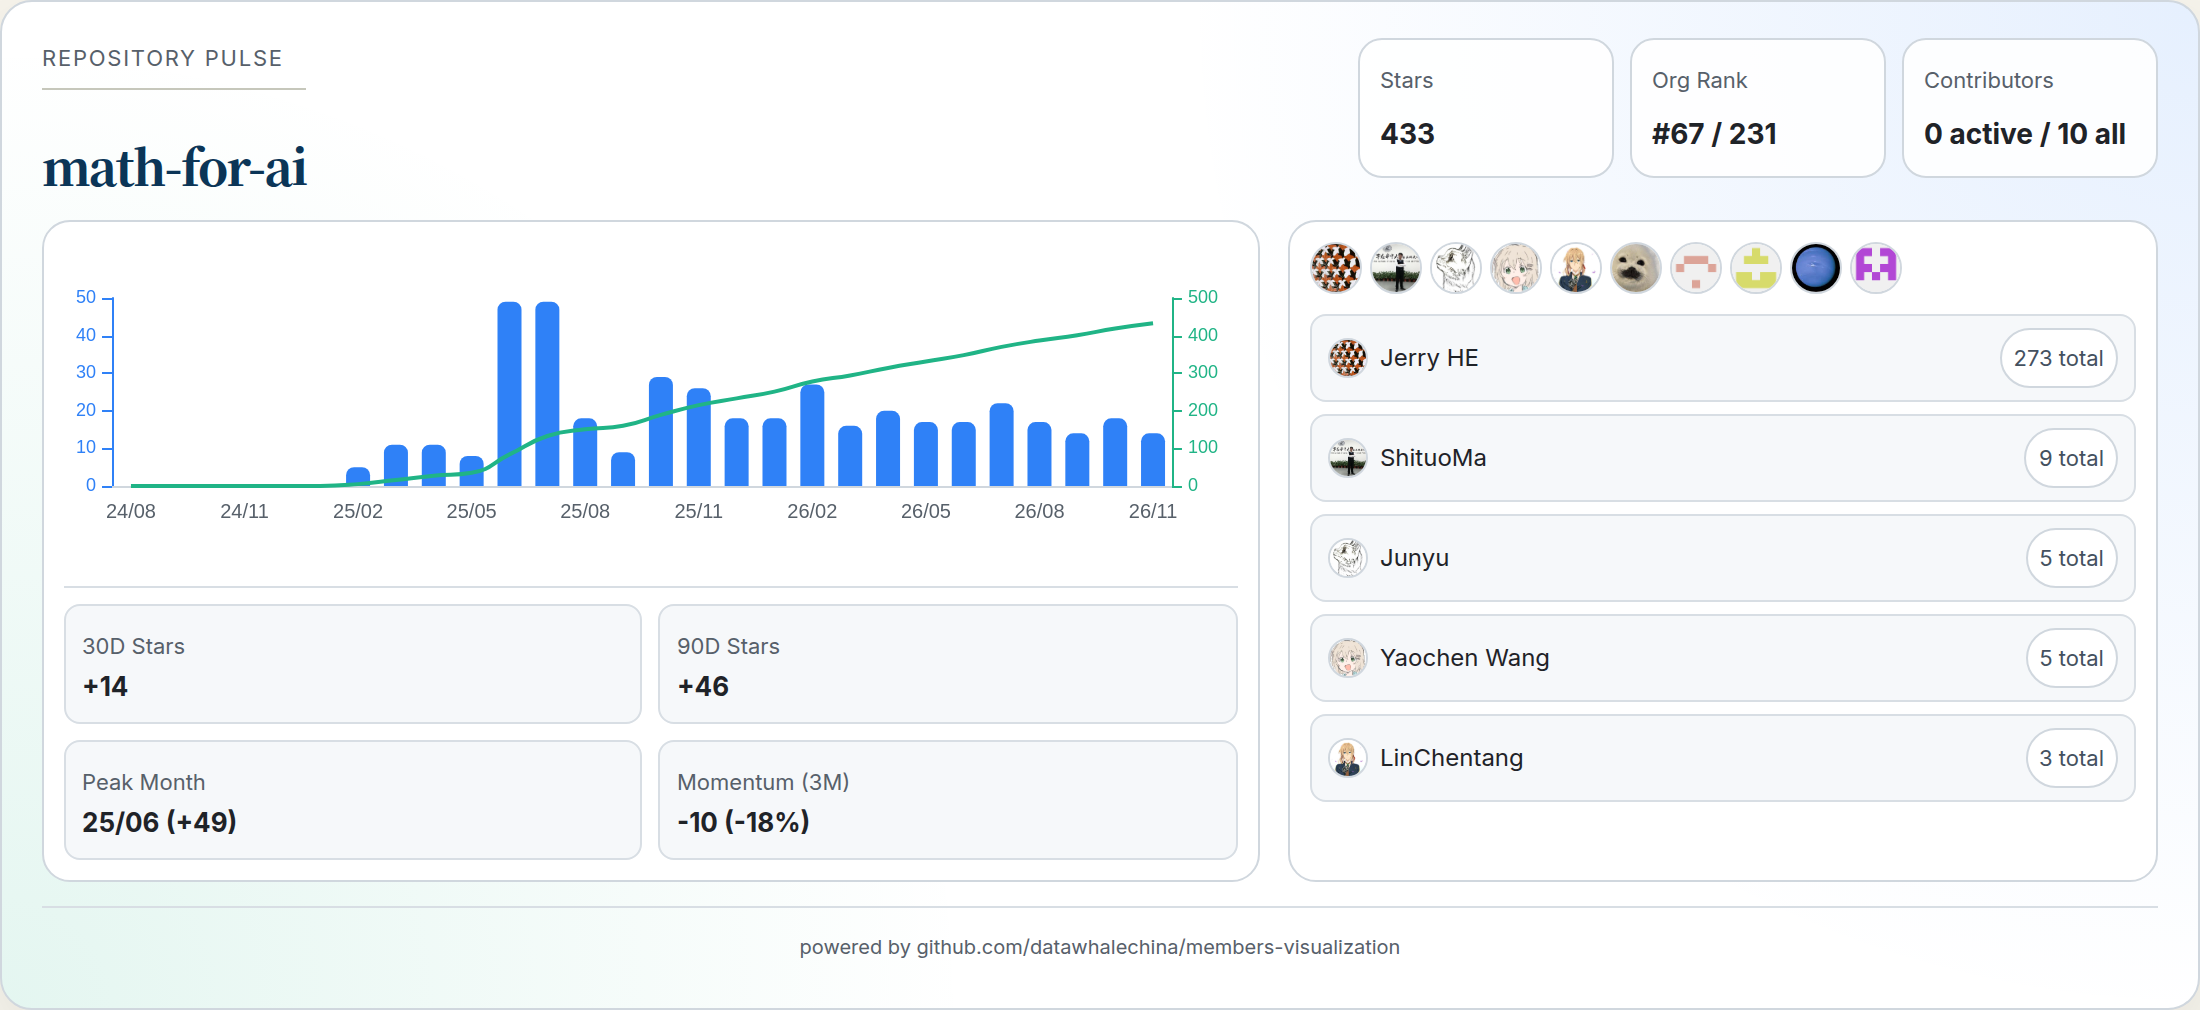 REPOSITORY PULSE
math-for-ai
Stars
433
Org Rank
#67 / 231
Contributors
0 active / 10 all
50
40
30
20
10
0
500
400
300
200
100
0
24/08
24/11
25/02
25/05
25/08
25/11
26/02
26/05
26/08
26/11
30D Stars
+14
90D Stars
+46
Peak Month
25/06 (+49)
Momentum (3M)
-10 (-18%)
Jerry HE
273 total
ShituoMa
9 total
Junyu
5 total
Yaochen Wang
5 total
LinChentang
3 total
powered by github.com/datawhalechina/members-visualization